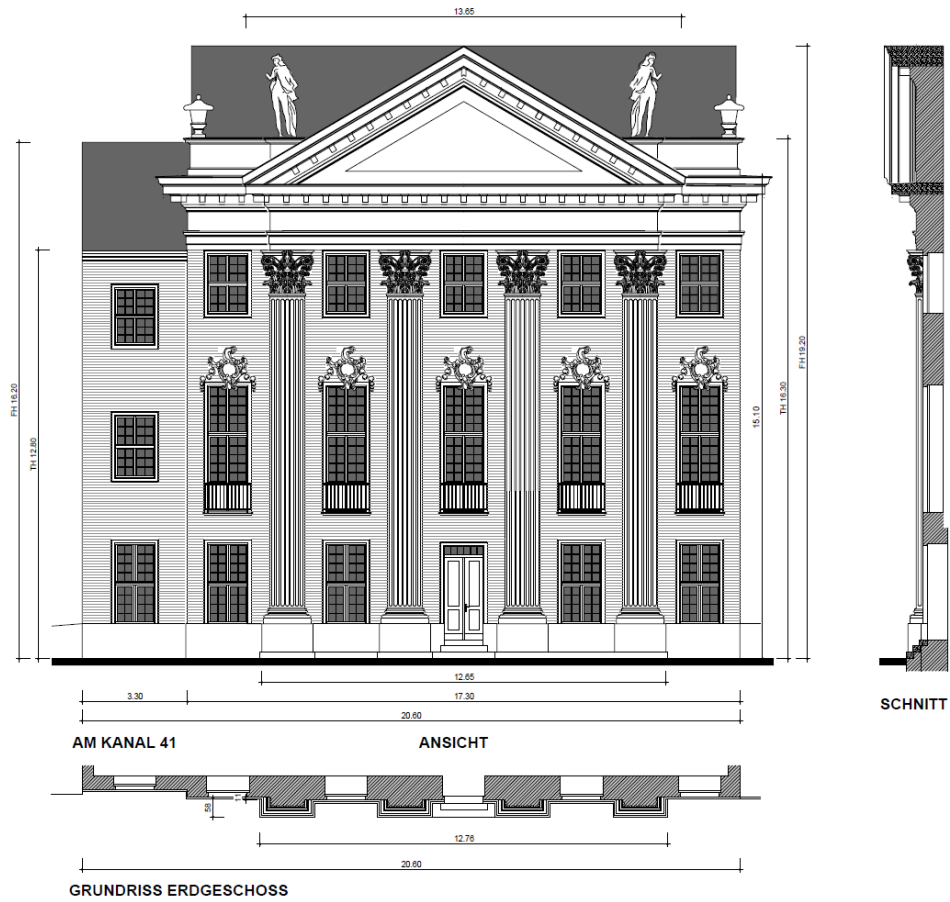 13.65
FH 16.20
TH 12.80
15.10
TH 16.30
FH 19.20
12.65
3.30
17.30
20.60
SCHNITT
AM KANAL 41
ANSICHT
58
11
12.76
20.60
GRUNDRISS ERDGESCHOSS